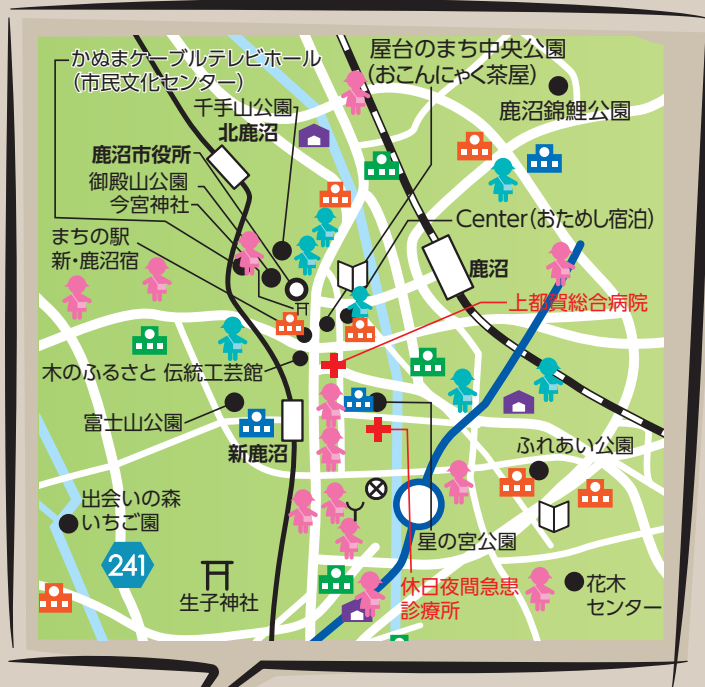 かぬまケーブルテレビホール
(市民文化センター)
屋台のまち中央公園
(おこんにゃく茶屋)
千手山公園
北鹿沼
鹿沼錦鯉公園
鹿沼市役所
御殿山公園
今宮神社
Center(おためし宿泊)
まちの駅
新・鹿沼宿
鹿沼
上都賀総合病院
木のふるさと 伝統工芸館
富士山公園
新鹿沼
ふれあい公園
出会いの森
いちご園
星の宮公園
241
生子神社
休日夜間急患
診療所
花木
センター